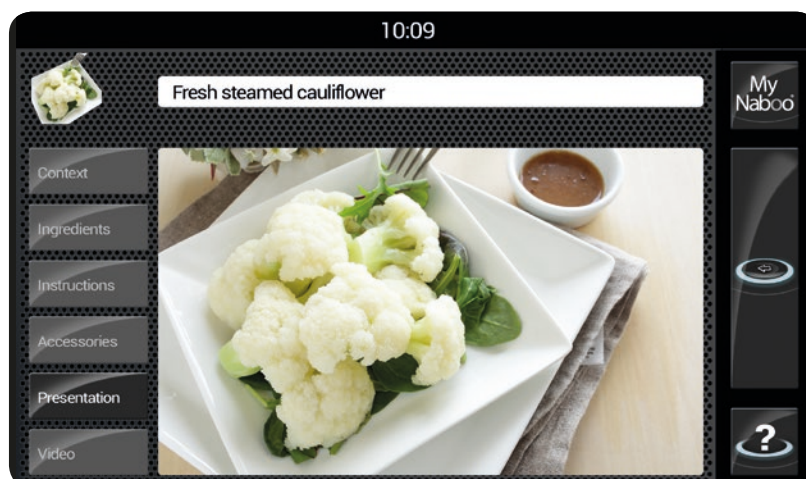 10:09
Fresh steamed cauliflower
My
Naboo®
Context
Ingredients
Instructions
Accessories
Presentation
Video
?